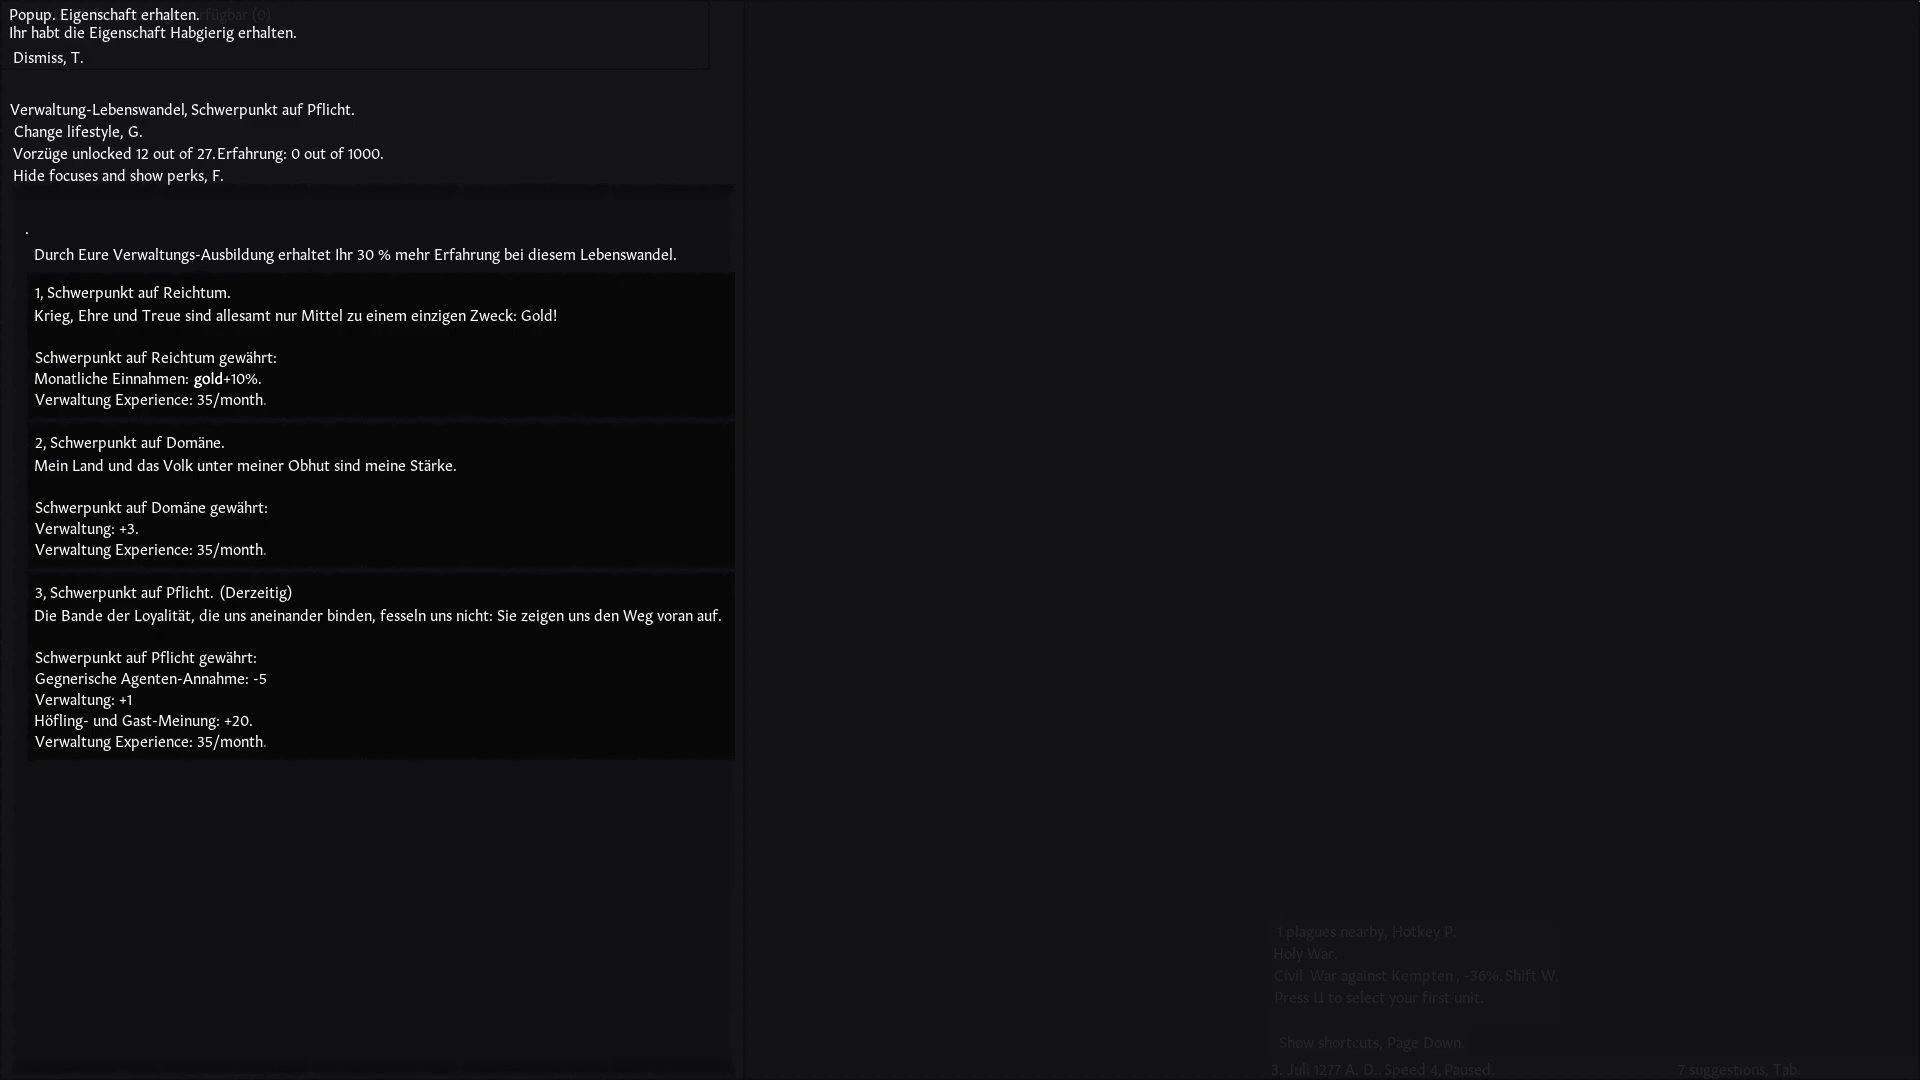 Popup. Eigenschaft erhalten. rfügbar (0)
Ihr habt die Eigenschaft Habgierig erhalten.
Dismiss, T.
Verwaltung-Lebenswandel, Schwerpunkt auf Pflicht.
Change lifestyle, G.
Vorzüge unlocked 12 out of 27. Erfahrung: 0 out of 1000.
Hide focuses and show perks, F.
.
Durch Eure Verwaltungs-Ausbildung erhaltet Ihr 30 % mehr Erfahrung bei diesem Lebenswandel.
1, Schwerpunkt auf Reichtum.
Krieg, Ehre und Treue sind allesamt nur Mittel zu einem einzigen Zweck: Gold!
Schwerpunkt auf Reichtum gewährt:
Monatliche Einnahmen: gold+10%.
Verwaltung Experience: 35/month.
2, Schwerpunkt auf Domäne.
Mein Land und das Volk unter meiner Obhut sind meine Stärke.
Schwerpunkt auf Domäne gewährt:
Verwaltung: +3.
Verwaltung Experience: 35/month.
3, Schwerpunkt auf Pflicht. (Derzeitig)
Die Bande der Loyalität, die uns aneinander binden, fesseln uns nicht: Sie zeigen uns den Weg voran auf.
Schwerpunkt auf Pflicht gewährt:
Gegnerische Agenten-Annahme: -5
Verwaltung: +1
Höfling- und Gast-Meinung: +20.
Verwaltung Experience: 35/month.
1 plagues nearby, Hotkey P.
Holy War.
Civil War against Kempten , -36%. Shift W.
Press U to select your first unit.
Show shortcuts, Page Down.
3. Juli 1277 A. D.. Speed 4, Paused.
7 suggestions, Tab.